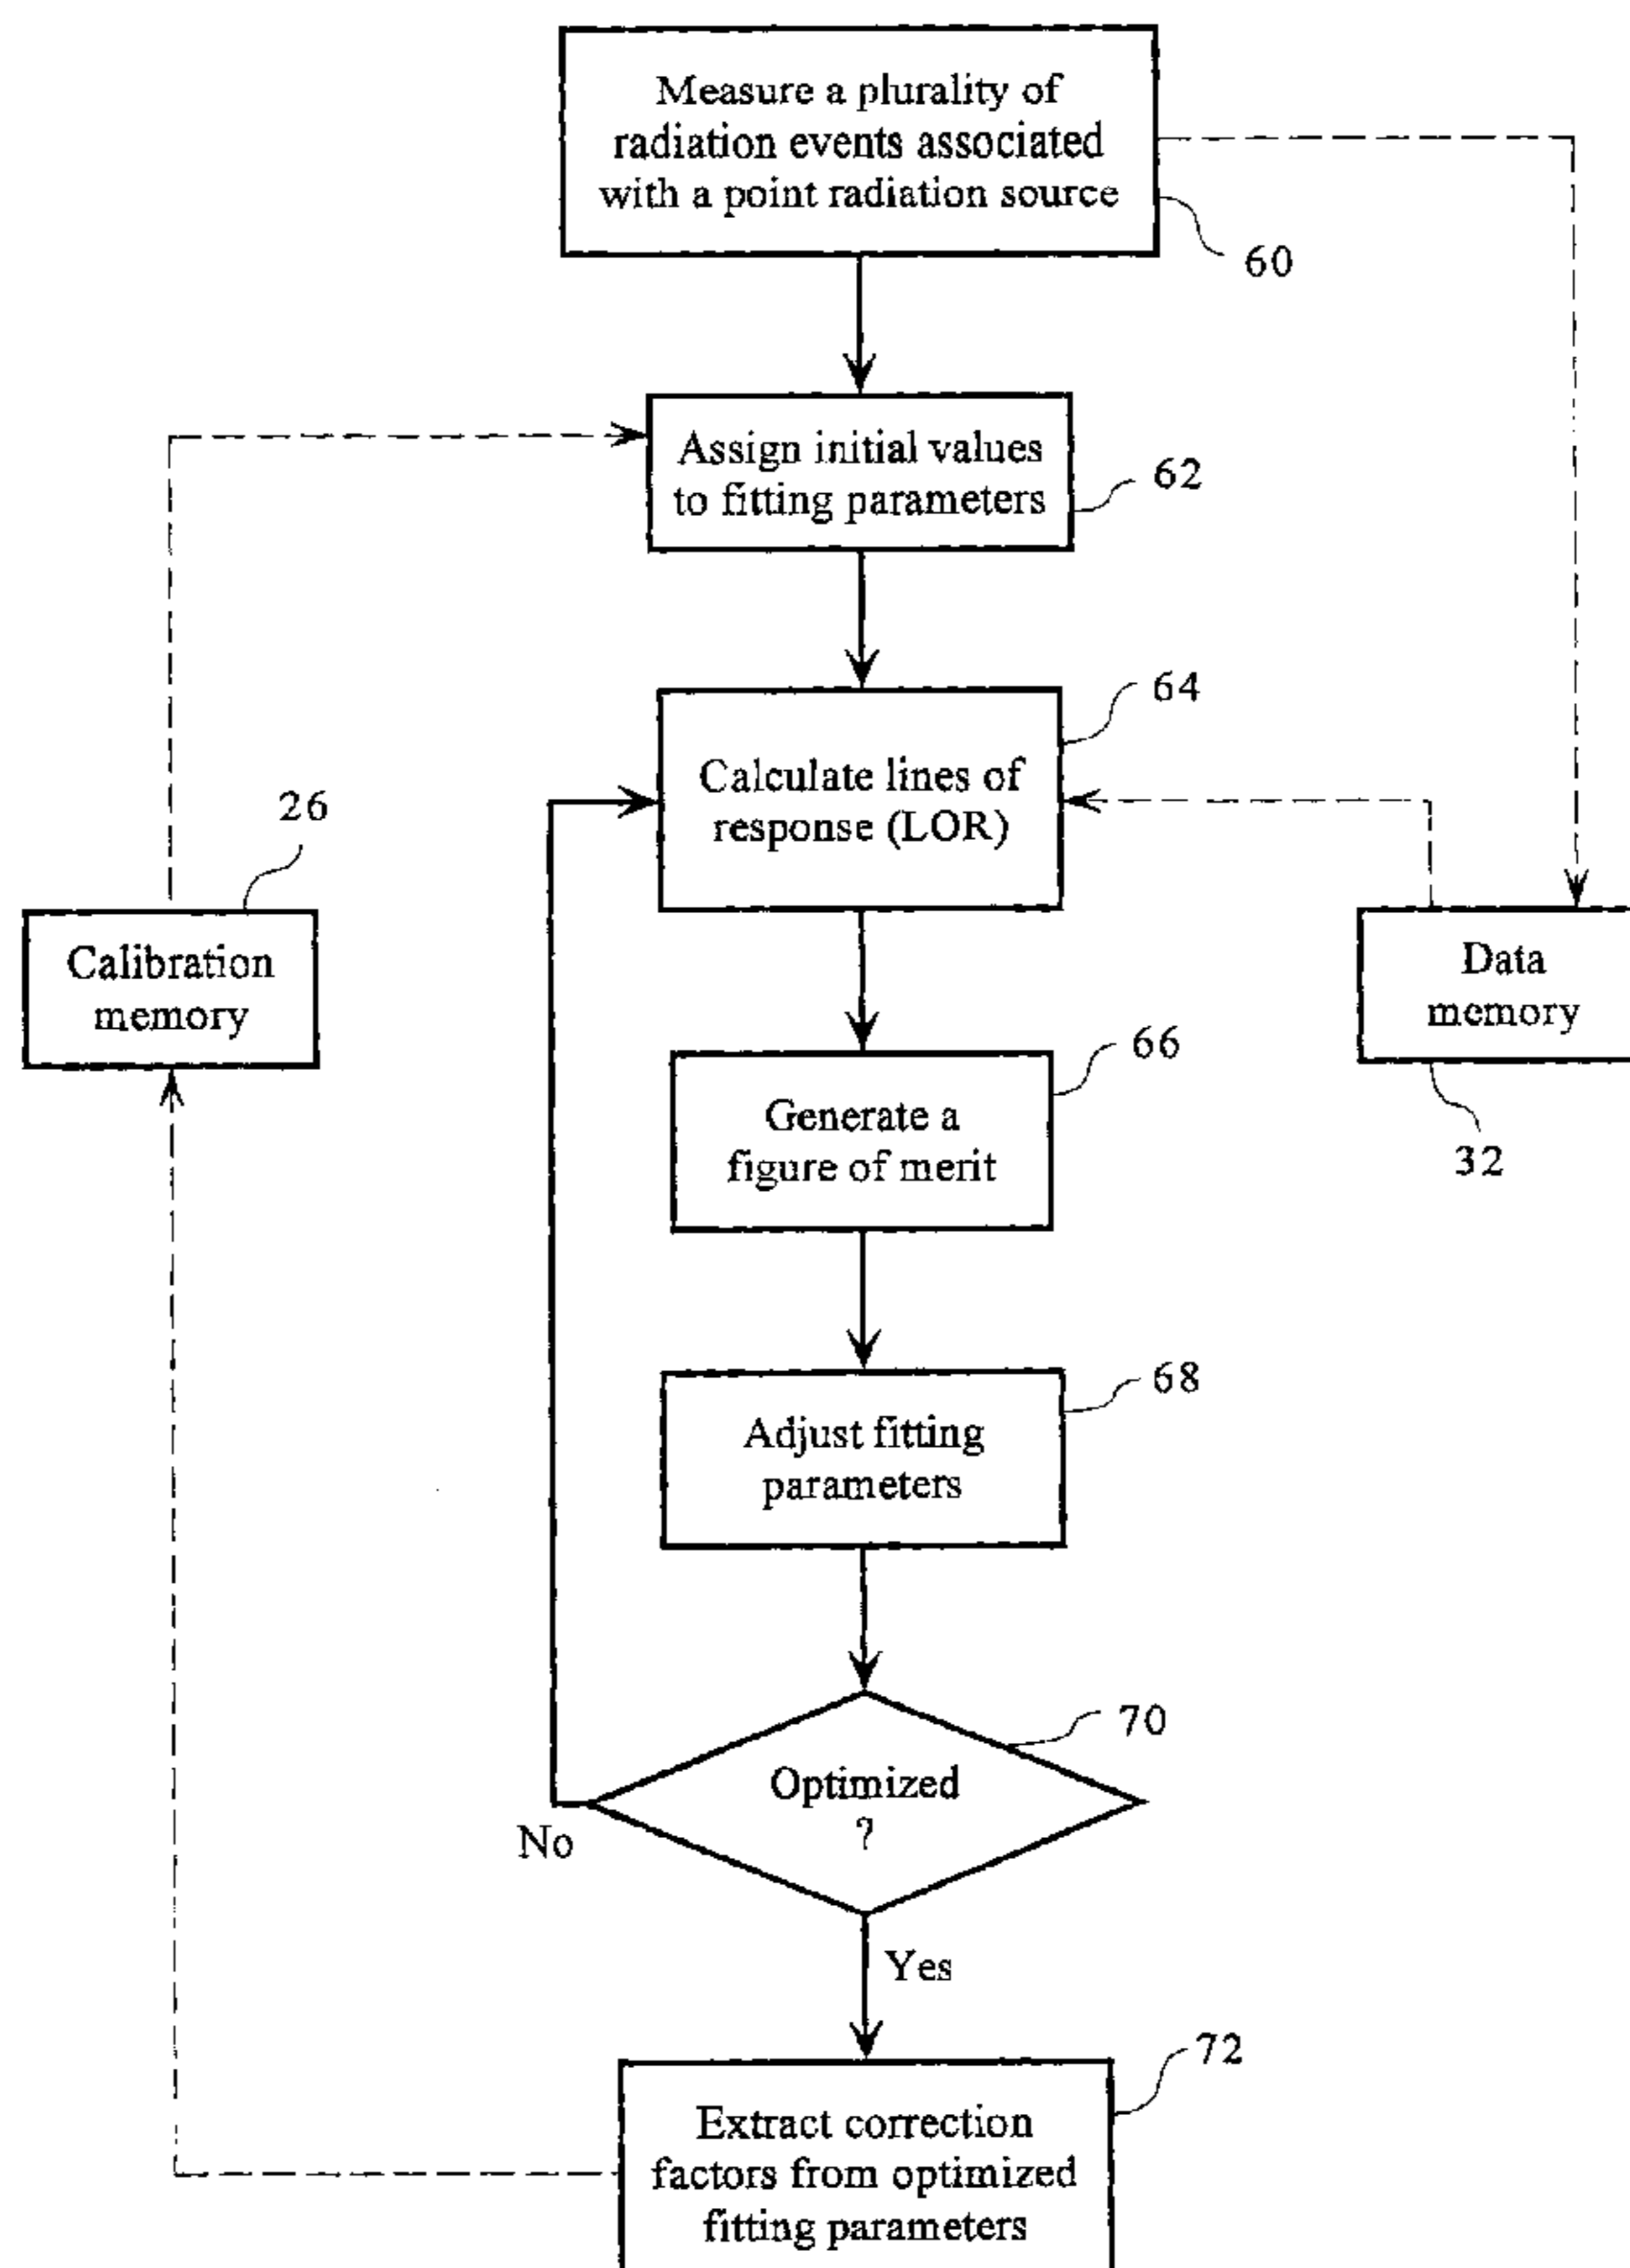 Measure a plurality of
radiation events associated
with a point radiation source
60
Assign initial values
to fitting parameters
62
64
Calculate lines of
response (LOR)
26
Calibration
memory
Data
memory
32
66
Generate a
figure of merit
68
Adjust fitting
parameters
70
Optimized
?
No
Yes
72
Extract correction
factors from optimized
fitting parameters